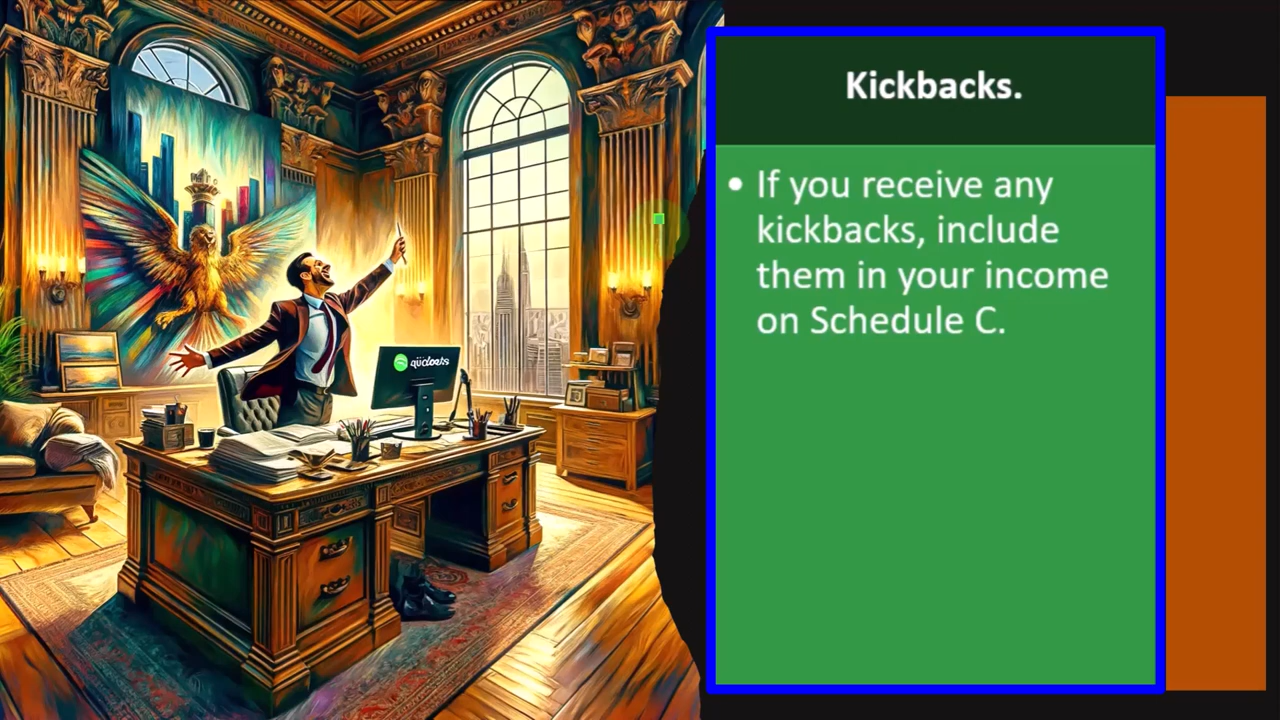 Kickbacks.
• If you receive any
kickbacks, include
them in your income
on Schedule C.